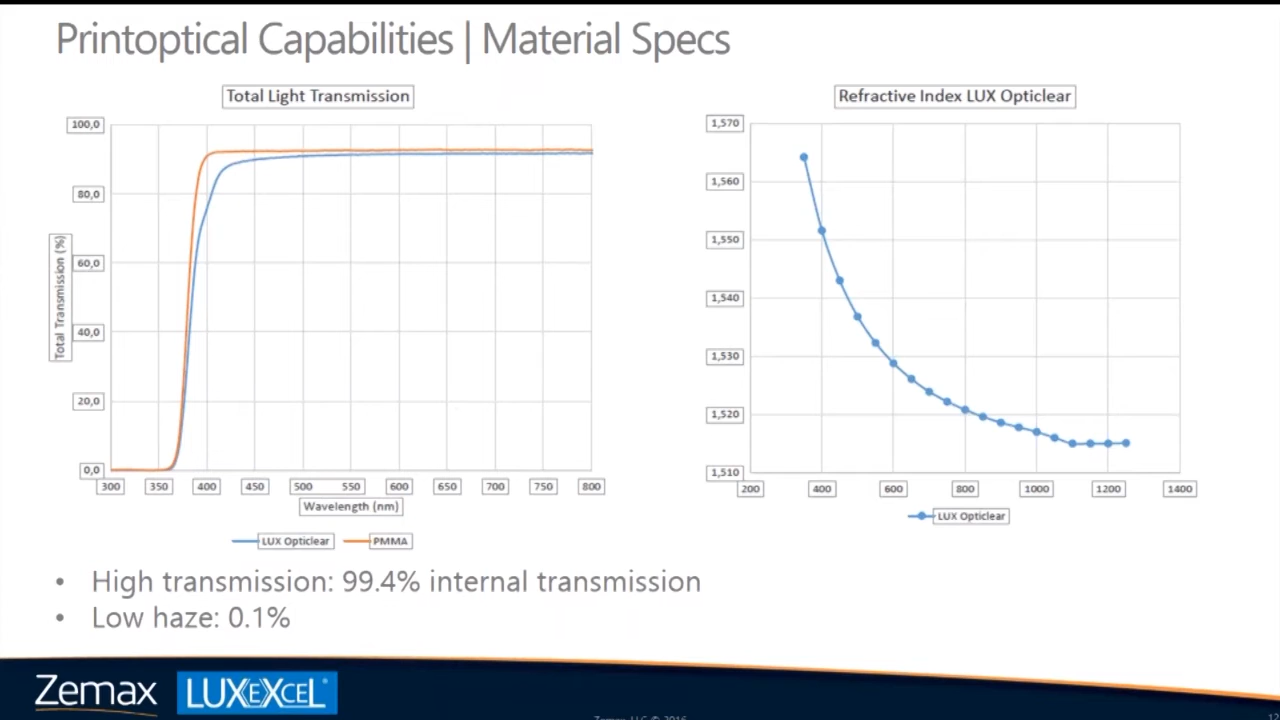 Printoptical Capabilities | Material Specs
Total Light Transmission
100,0
80,0
60,0
40,0
20,0
0,0
Total Transmission (%)
300 350 400 450 500 550 600 650 700 750 800
Wavelength (nm)
LUX Opticlear PMMA
Refractive Index LUX Opticlear
1,570
1,560
1,550
1,540
1,530
1,520
1,510
200 400 600 800 1000 1200 1400
LUX Opticlear
• High transmission: 99.4% internal transmission
• Low haze: 0.1%
Zemax LUXEXCEL®
Zemax, LLC © 2016